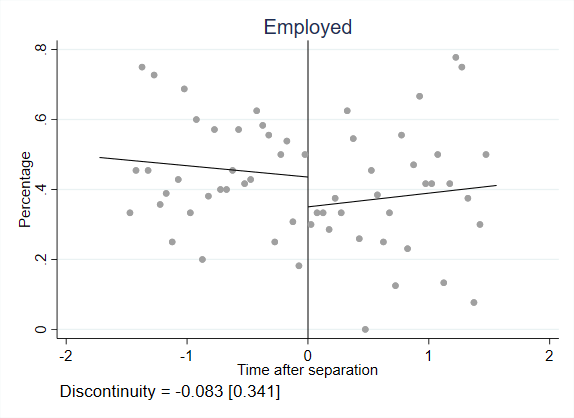 Employed
Percentage
.8
.6
.4
.2
0
-2
-1
0
1
2
Time after separation
Discontinuity = -0.083 [0.341]